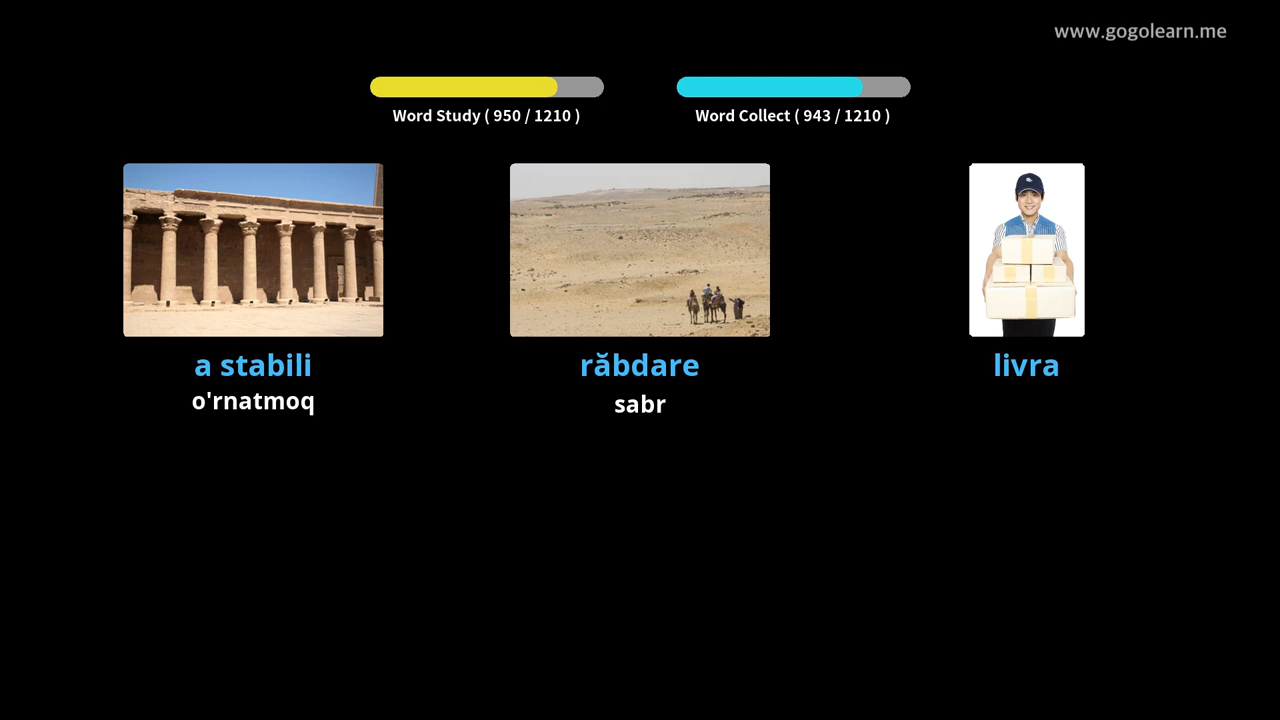 www.gogolearn.me
Word Study ( 950 / 1210 )
Word Collect ( 943 / 1210 )
a stabili
o'rnatmoq
răbdare
sabr
livra